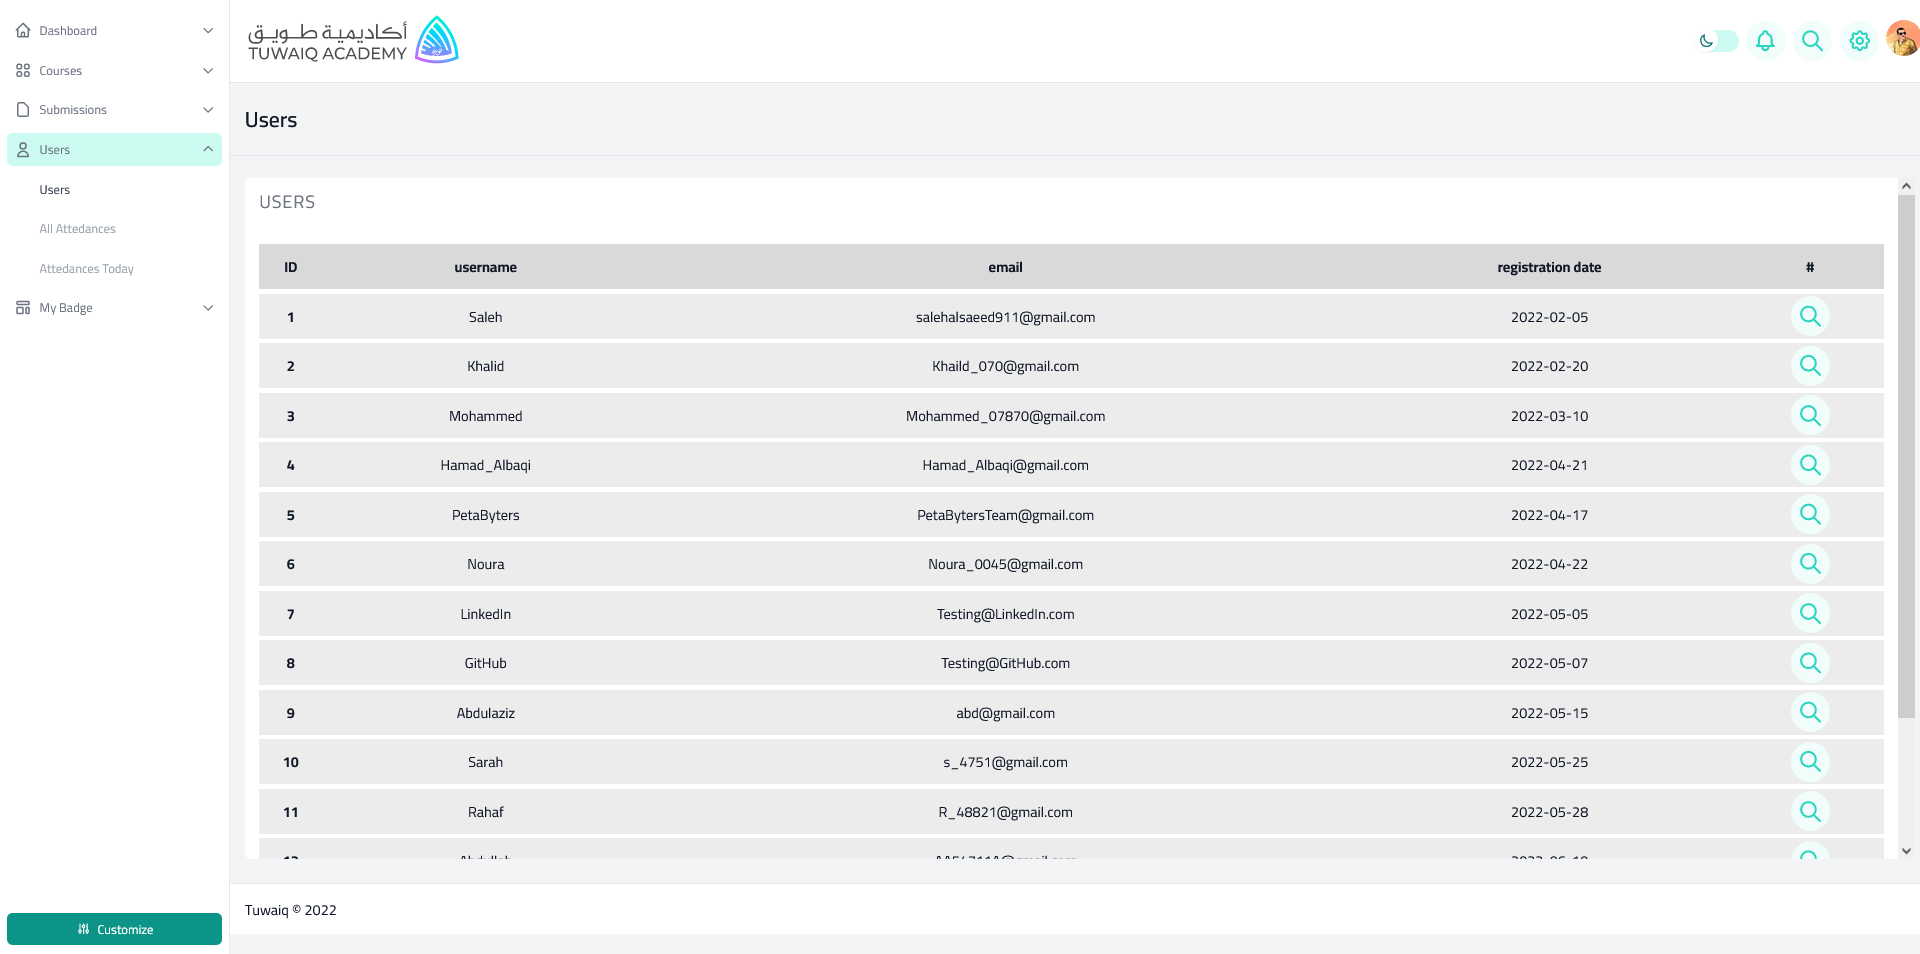 Dashboard
Courses
Submissions
Users
Users
All Attedances
Attedances Today
My Badge
Customize
أكاديمية طويق
TUWAIQ ACADEMY
Users
USERS
ID username email registration date #
1 Saleh salehalsaeed911@gmail.com 2022-02-05
2 Khalid Khaild_070@gmail.com 2022-02-20
3 Mohammed Mohammed_07870@gmail.com 2022-03-10
4 Hamad_Albaqi Hamad_Albaqi@gmail.com 2022-04-21
5 PetaByters PetaBytersTeam@gmail.com 2022-04-17
6 Noura Noura_0045@gmail.com 2022-04-22
7 LinkedIn Testing@LinkedIn.com 2022-05-05
8 GitHub Testing@GitHub.com 2022-05-07
9 Abdulaziz abd@gmail.com 2022-05-15
10 Sarah s_4751@gmail.com 2022-05-25
11 Rahaf R_48821@gmail.com 2022-05-28
Tuwaiq © 2022